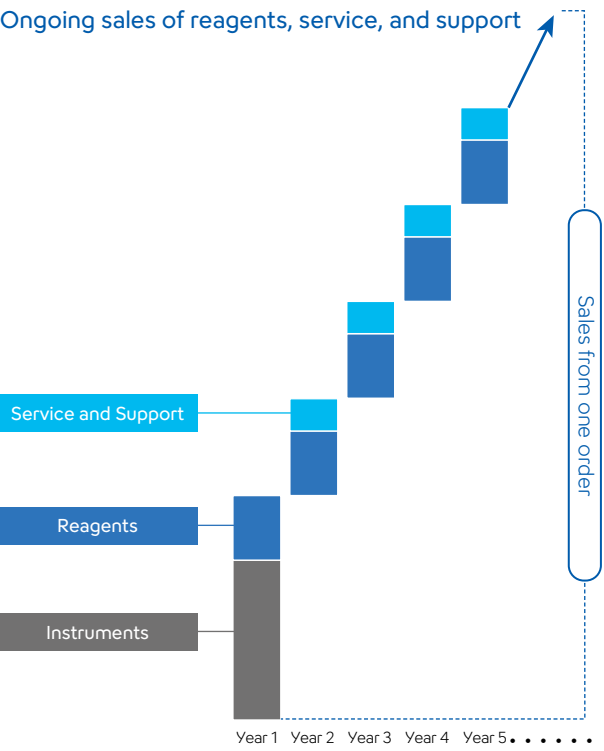 Ongoing sales of reagents, service, and support
Service and Support
Reagents
Instruments
Sales from one order
Year 1 Year 2 Year 3 Year 4 Year 5 • • • • • •